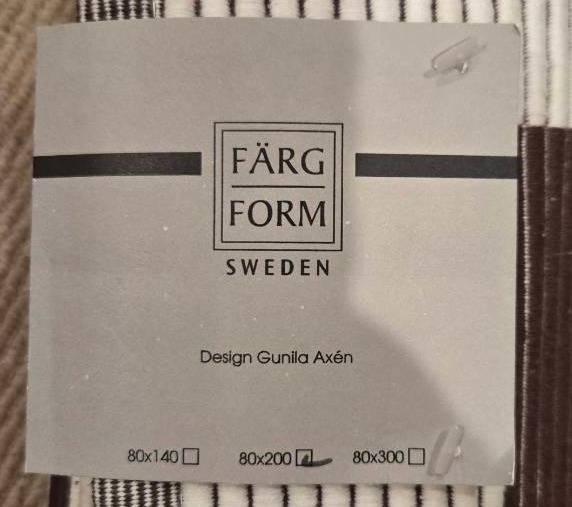 FÄRG
FORM
SWEDEN
Design Gunila Axén
80x140 80x200 80x300